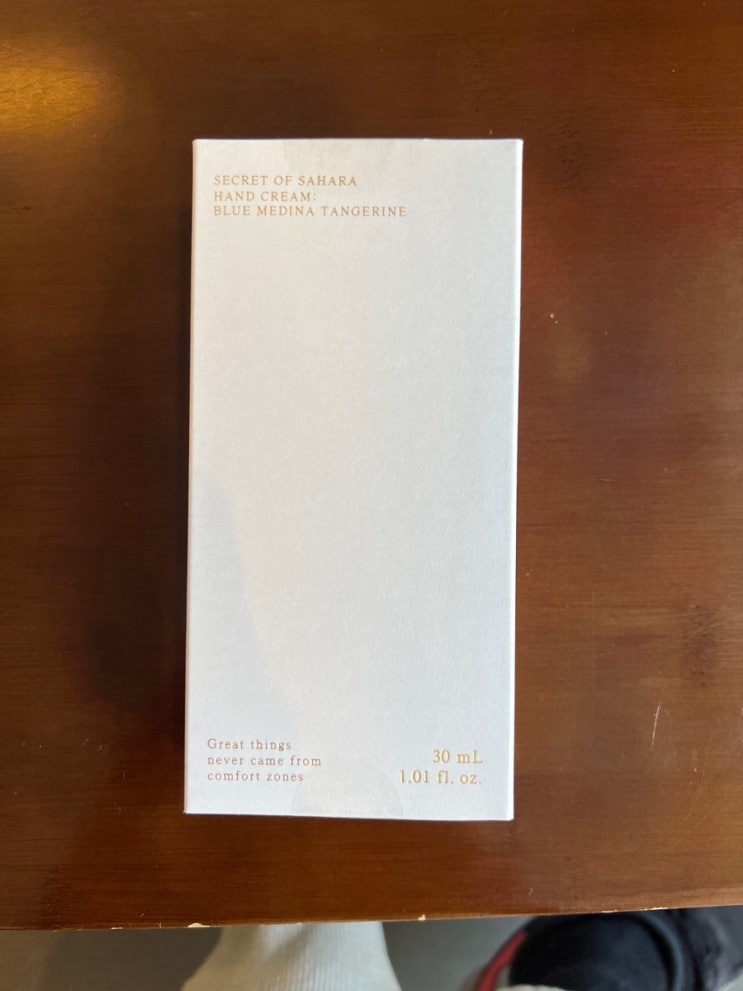 SECRET OF SAHARA
HAND CREAM:
BLUE MEDINA TANGERINE
Great things
never came from
comfort zones
30 mL
1.01 fl. oz.